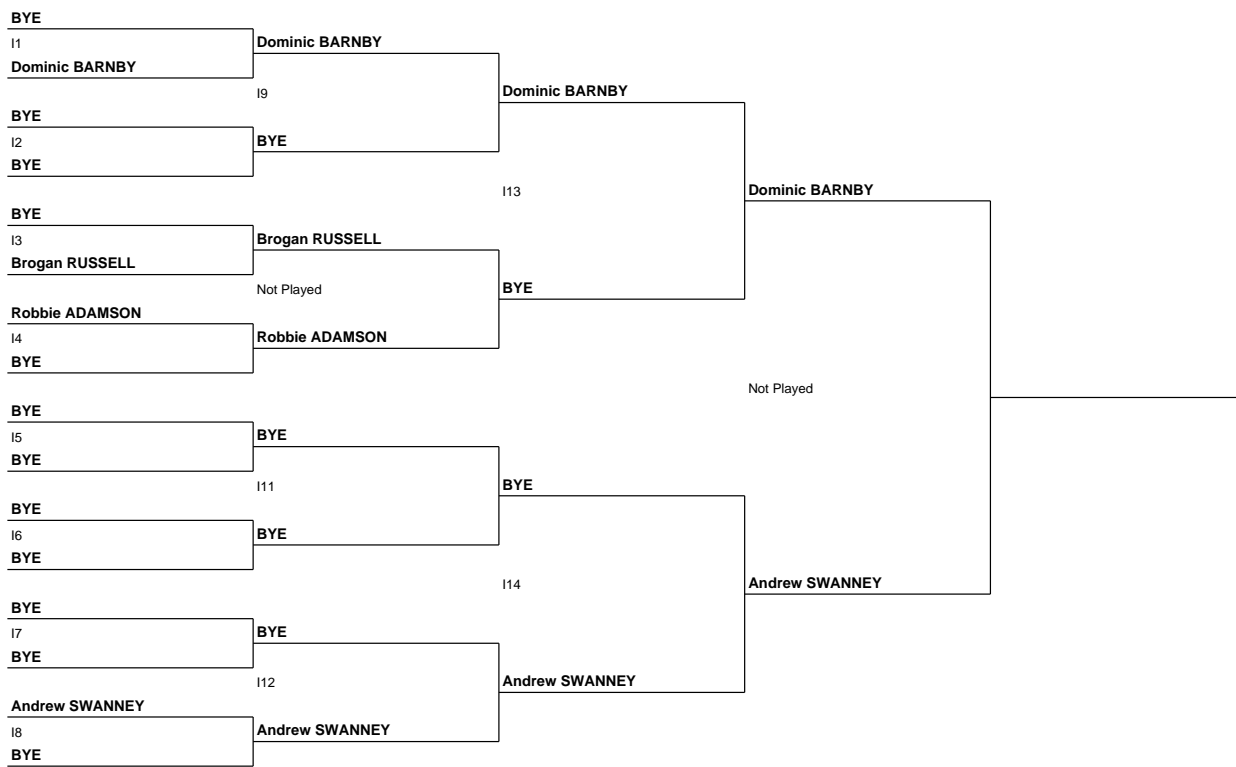 BYE
I1
Dominic BARNBY
BYE
I2
BYE
BYE
I3
Brogan RUSSELL
Robbie ADAMSON
I4
BYE
BYE
I5
BYE
BYE
I6
BYE
BYE
I7
BYE
Andrew SWANNEY
I8
BYE
Dominic BARNBY
I9
BYE
Brogan RUSSELL
Not Played
Robbie ADAMSON
BYE
I11
BYE
BYE
I12
Andrew SWANNEY
Dominic BARNBY
I13
BYE
BYE
I14
Andrew SWANNEY
Dominic BARNBY
Not Played
Andrew SWANNEY